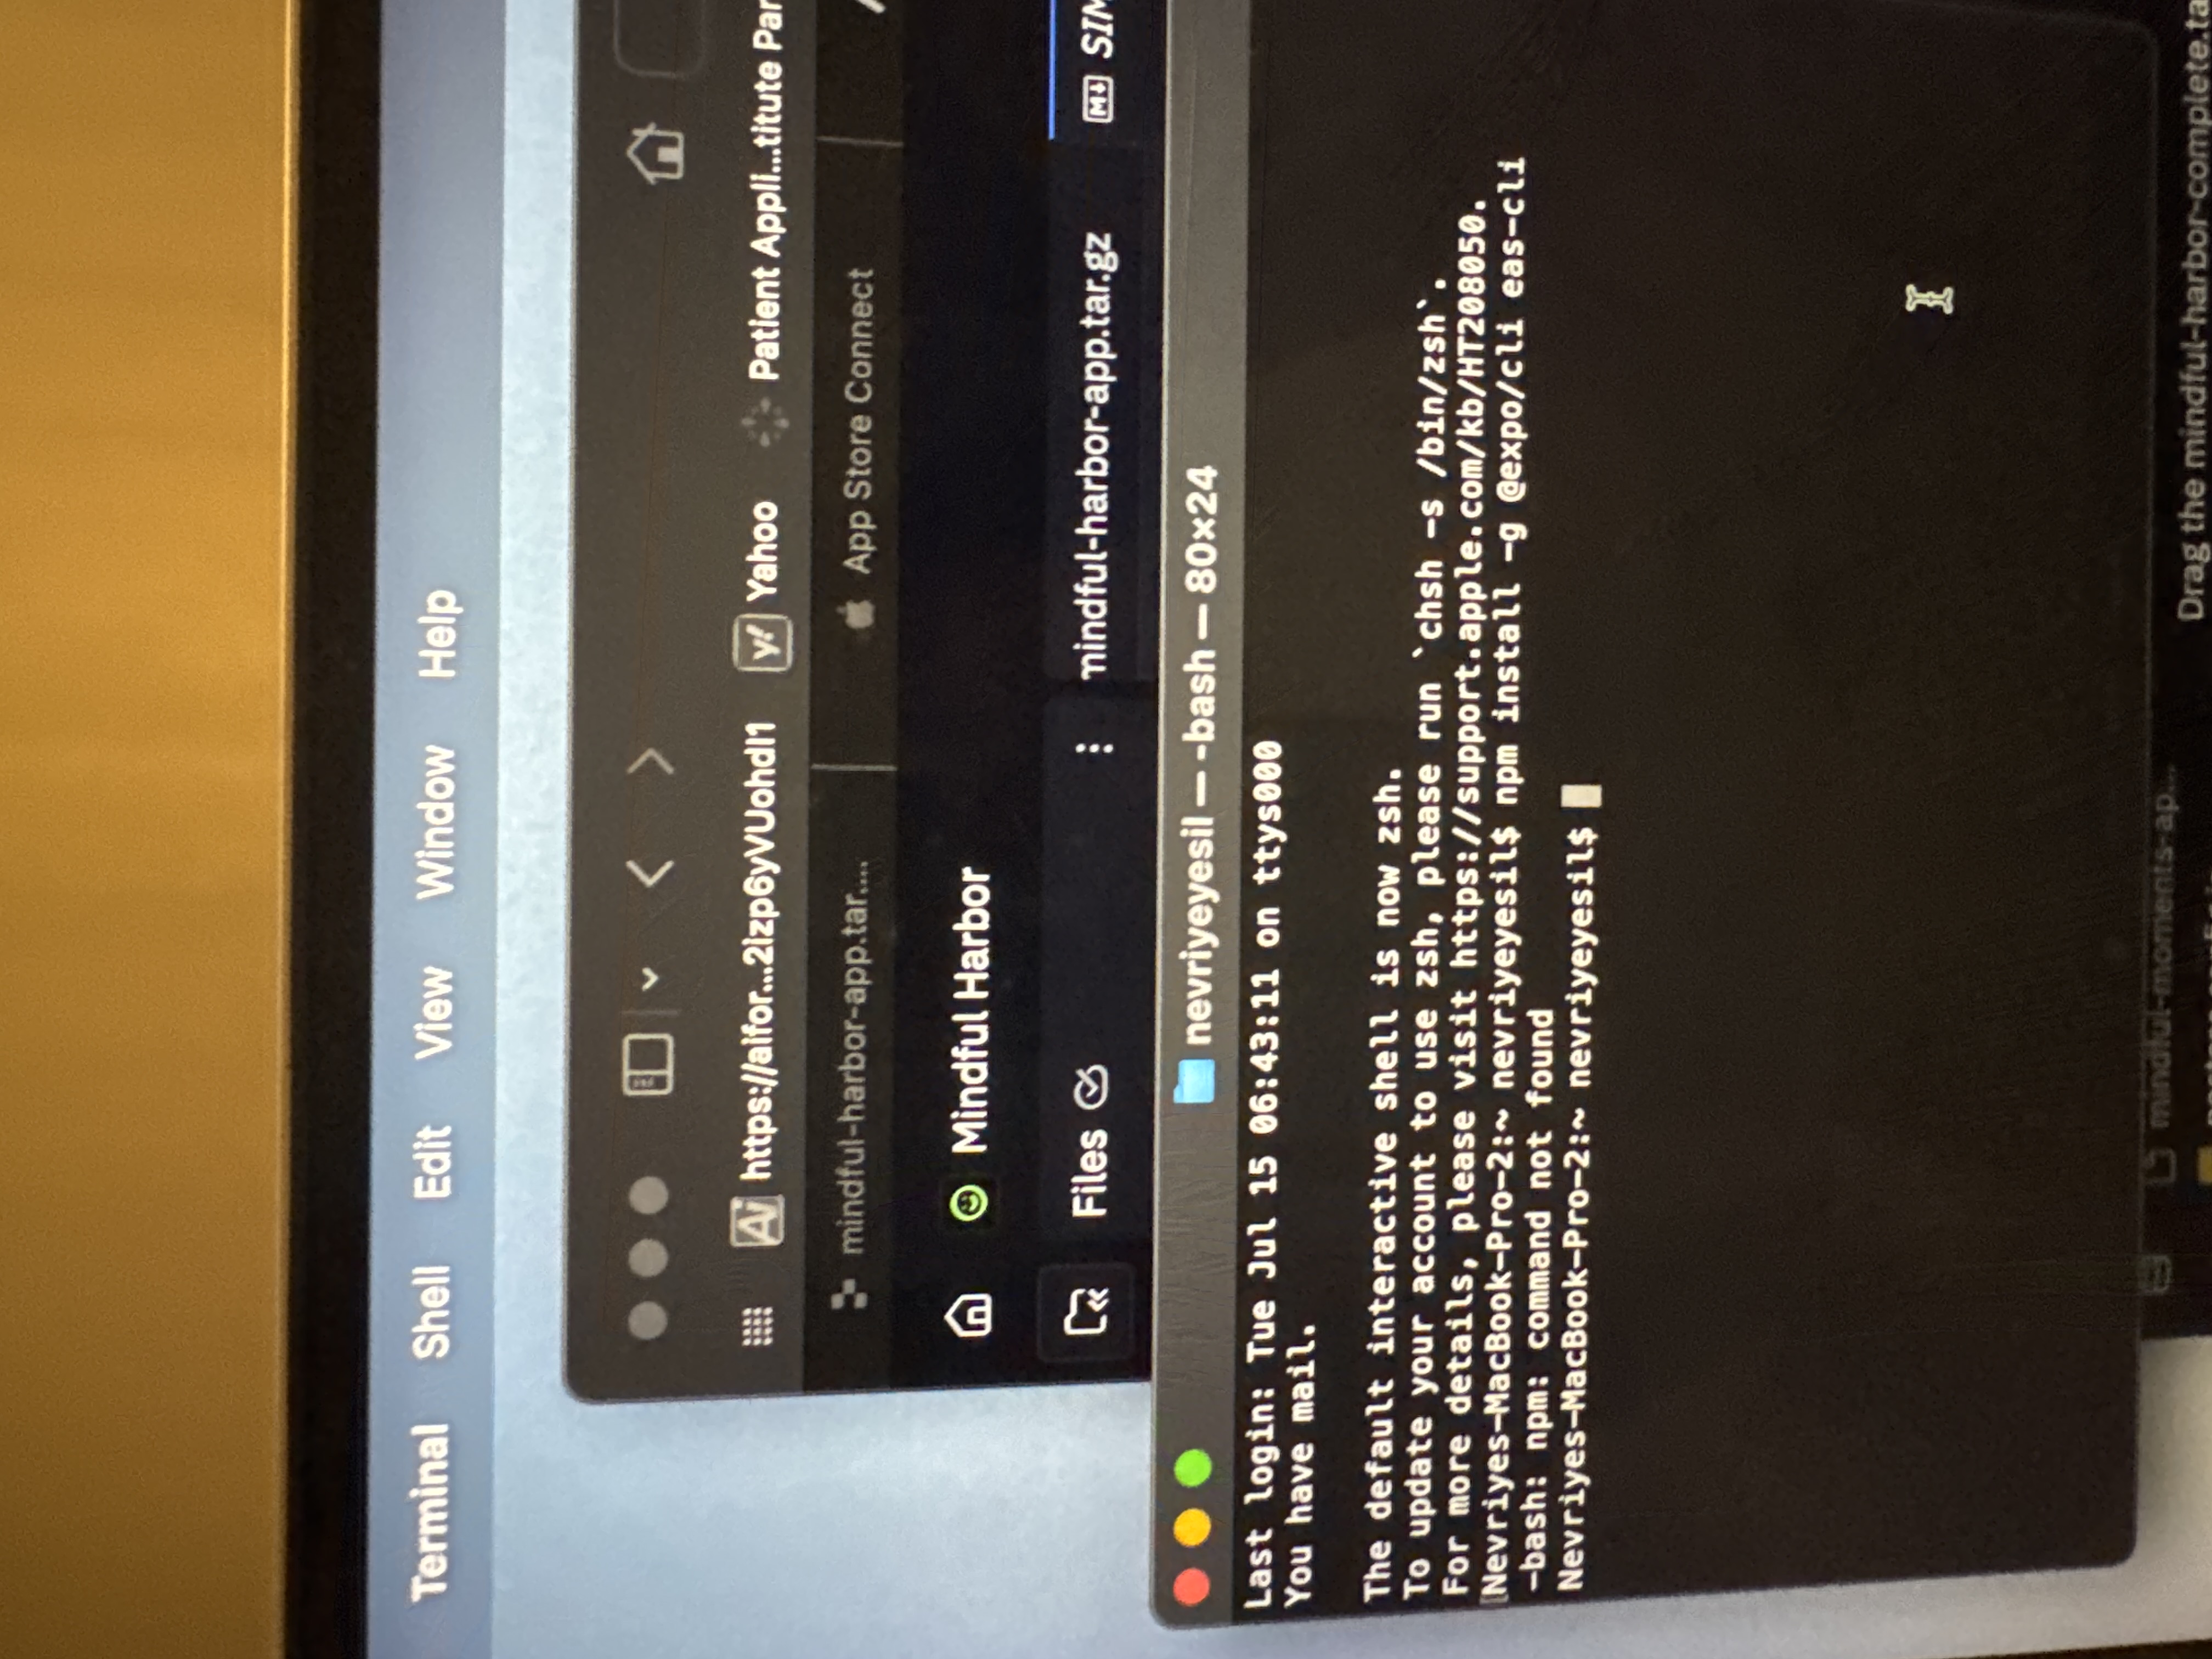 Terminal Shell Edit View Window Help
Ai https://aifor...2lzp6yVUohdl1 y! Yahoo Patient Appli...titute Par
mindful-harbor-app.tar.... App Store Connect
Mindful Harbor
Files mindful-harbor-app.tar.gz M↓ SIM
nevriyeyesil — -bash — 80×24
Last login: Tue Jul 15 06:43:11 on ttys000
You have mail.
The default interactive shell is now zsh.
To update your account to use zsh, please run `chsh -s /bin/zsh`.
For more details, please visit https://support.apple.com/kb/HT208050.
[Nevriyes-MacBook-Pro-2:~ nevriyeyesil$ npm install -g @expo/cli eas-cli
-bash: npm: command not found
Nevriyes-MacBook-Pro-2:~ nevriyeyesil$
mindful-moments-ap...
Drag the mindful-harbor-complete.ta